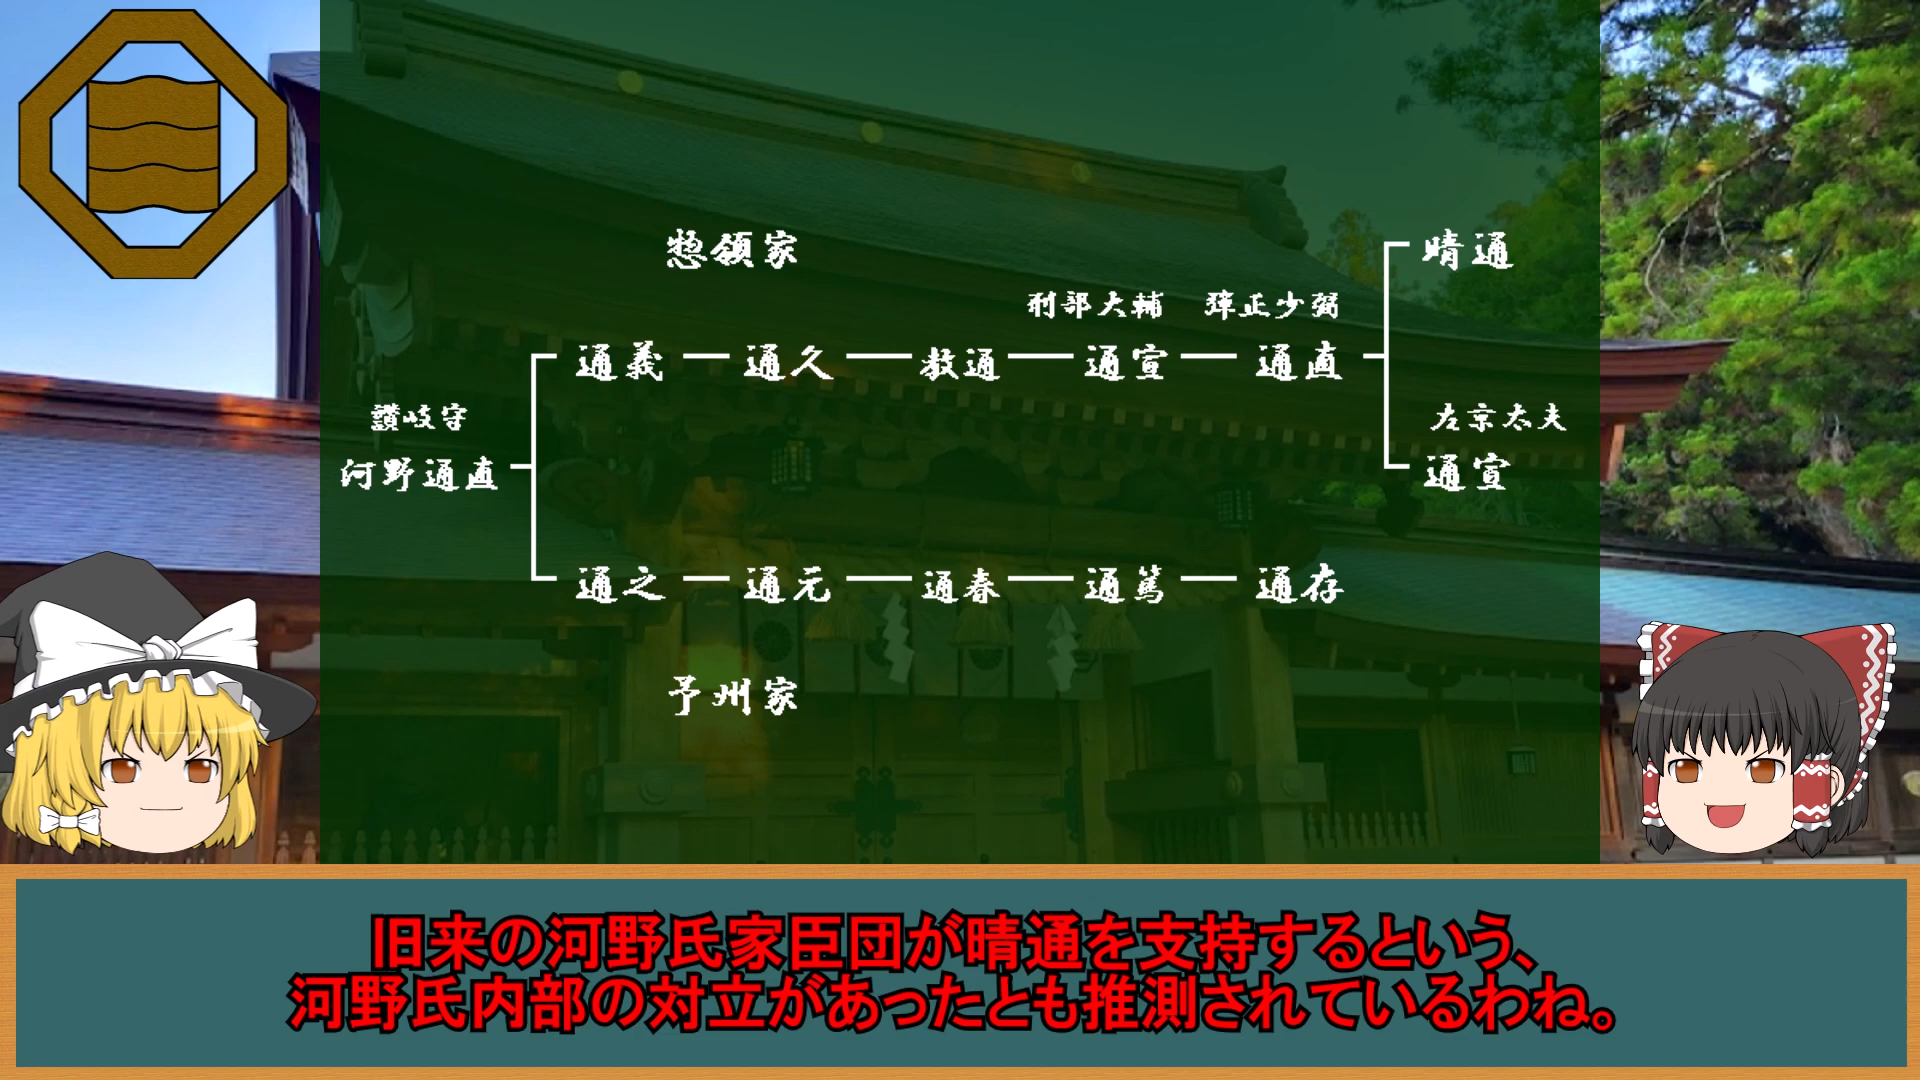 惣領家
晴通
刑部大輔 弾正少弼
通義 通久 教通 通宣 通直
讃岐守
左京太夫
河野通直
通宣
通之 通元 通春 通篤 通存
予州家
旧来の河野氏家臣団が晴通を支持するという、
河野氏内部の対立があったとも推測されているわね。